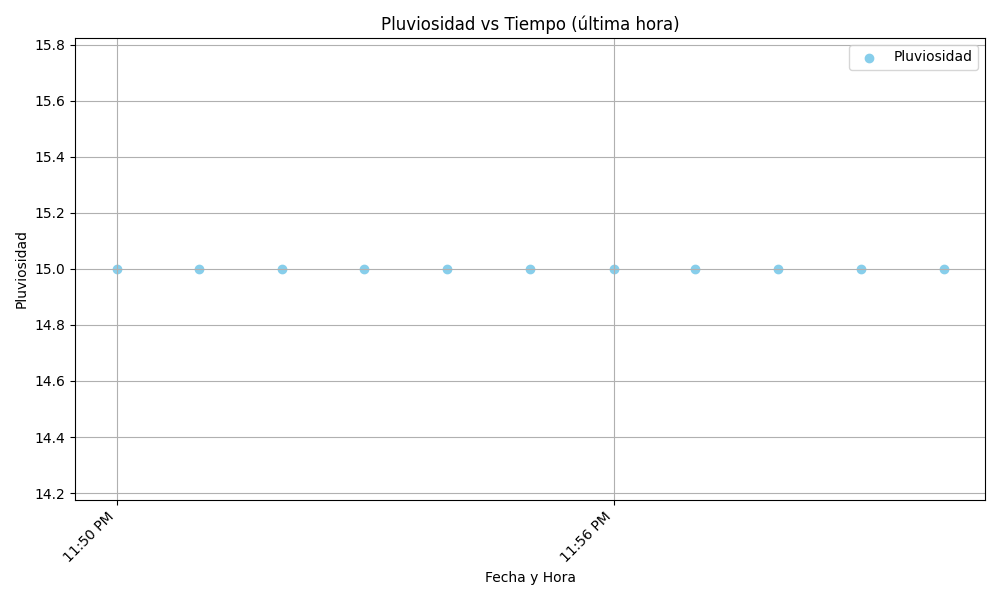 Pluviosidad vs Tiempo (última hora)
Pluviosidad
15.8
15.6
15.4
15.2
15.0
14.8
14.6
14.4
14.2
Pluviosidad
11:50 PM
11:56 PM
Fecha y Hora